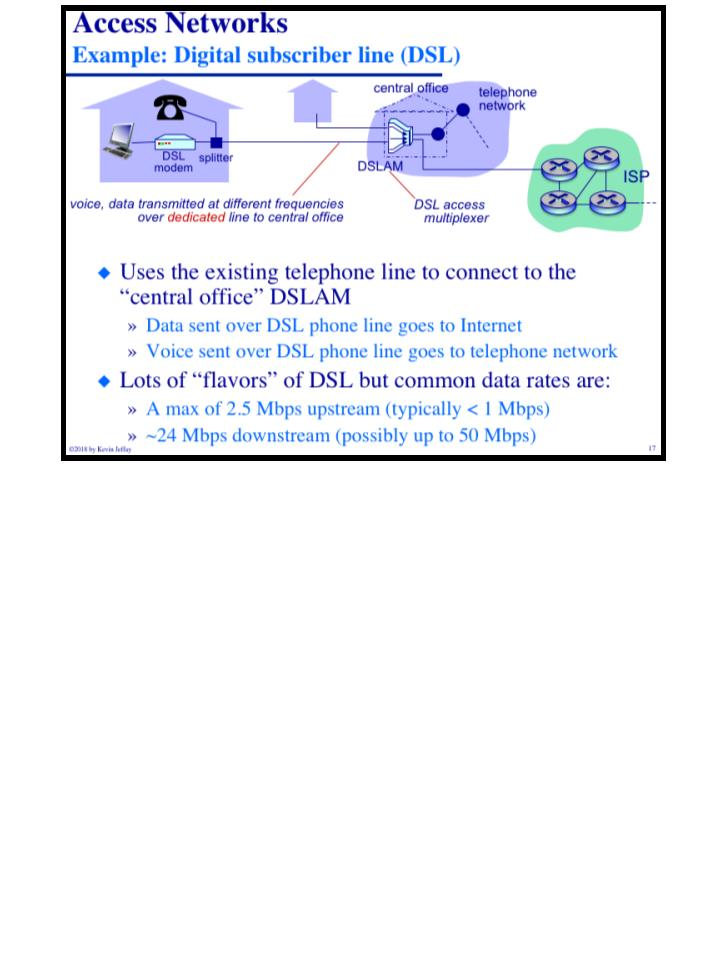 Access Networks
Example: Digital subscriber line (DSL)
central office
telephone
network
DSL
modem
splitter
DSLAM
ISP
voice, data transmitted at different frequencies
over dedicated line to central office
DSL access
multiplexer
◆ Uses the existing telephone line to connect to the
“central office” DSLAM
» Data sent over DSL phone line goes to Internet
» Voice sent over DSL phone line goes to telephone network
◆ Lots of “flavors” of DSL but common data rates are:
» A max of 2.5 Mbps upstream (typically < 1 Mbps)
» ~24 Mbps downstream (possibly up to 50 Mbps)
©2018 by Kevin Jeffay
17